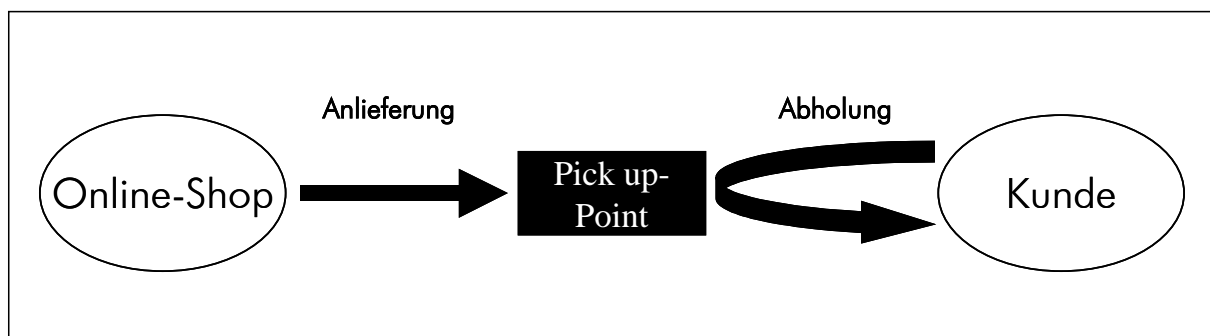 Anlieferung
Abholung
Online-Shop
Pick up-
Point
Kunde